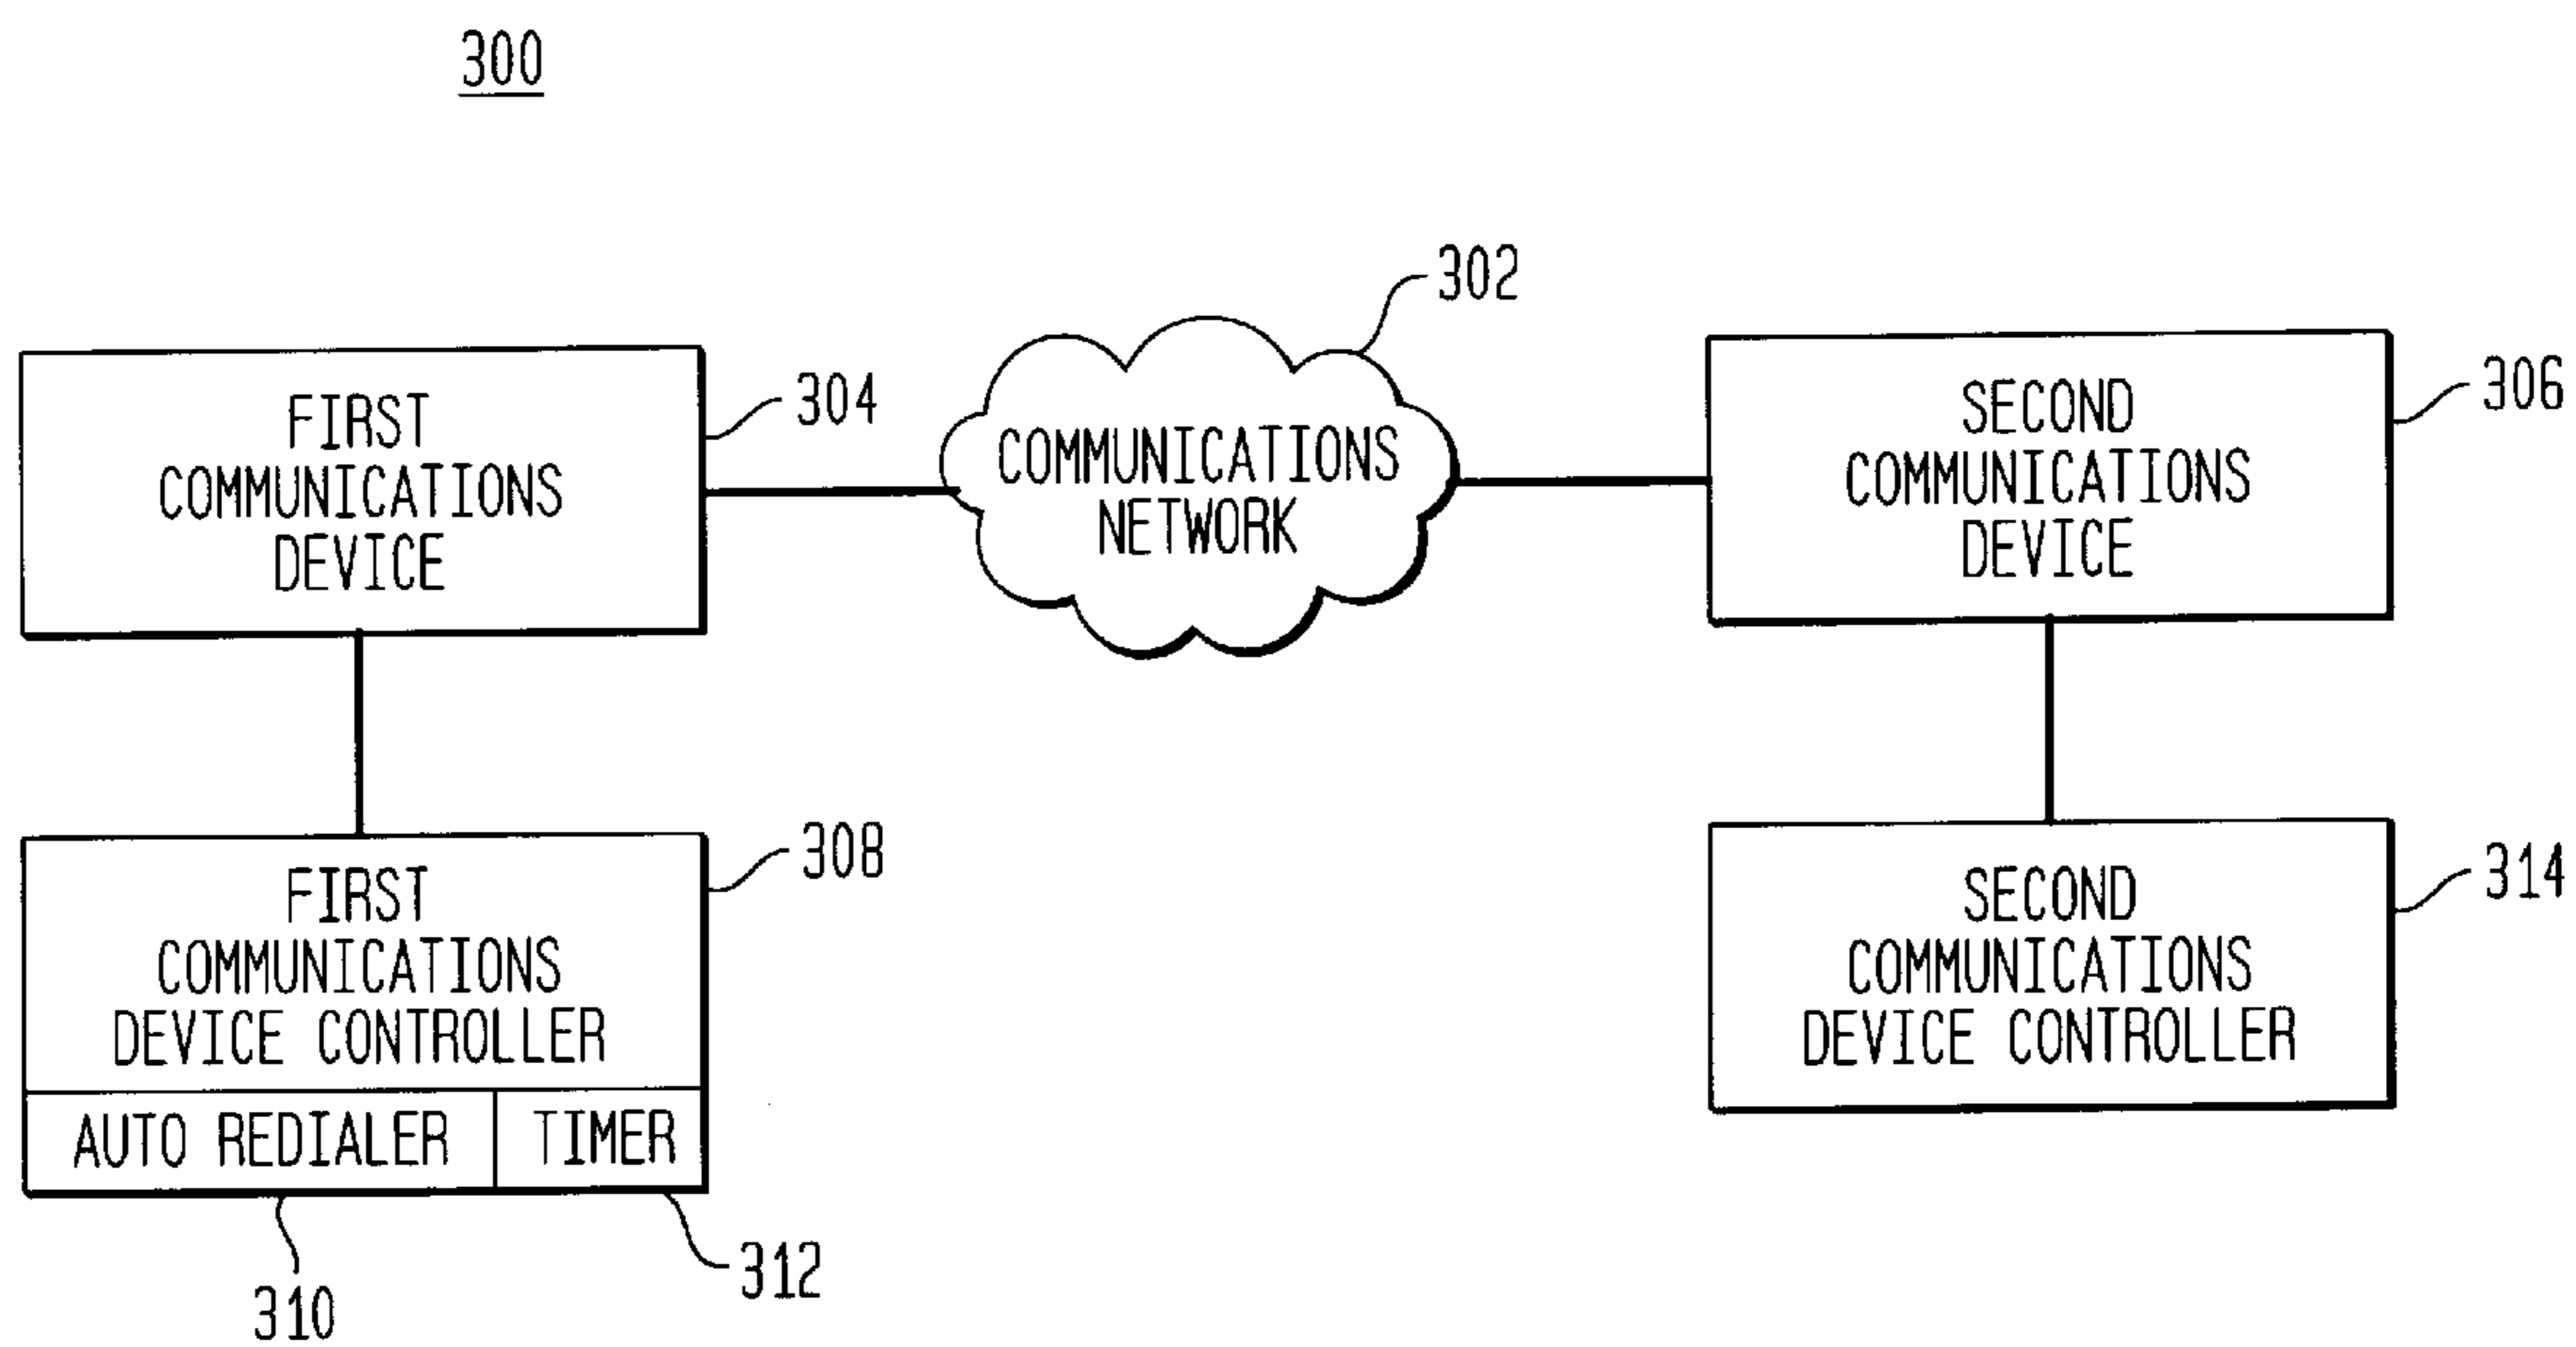 300
302
FIRST
COMMUNICATIONS
DEVICE
304
COMMUNICATIONS
NETWORK
SECOND
COMMUNICATIONS
DEVICE
306
FIRST
COMMUNICATIONS
DEVICE CONTROLLER
308
AUTO REDIALER
TIMER
310
312
SECOND
COMMUNICATIONS
DEVICE CONTROLLER
314